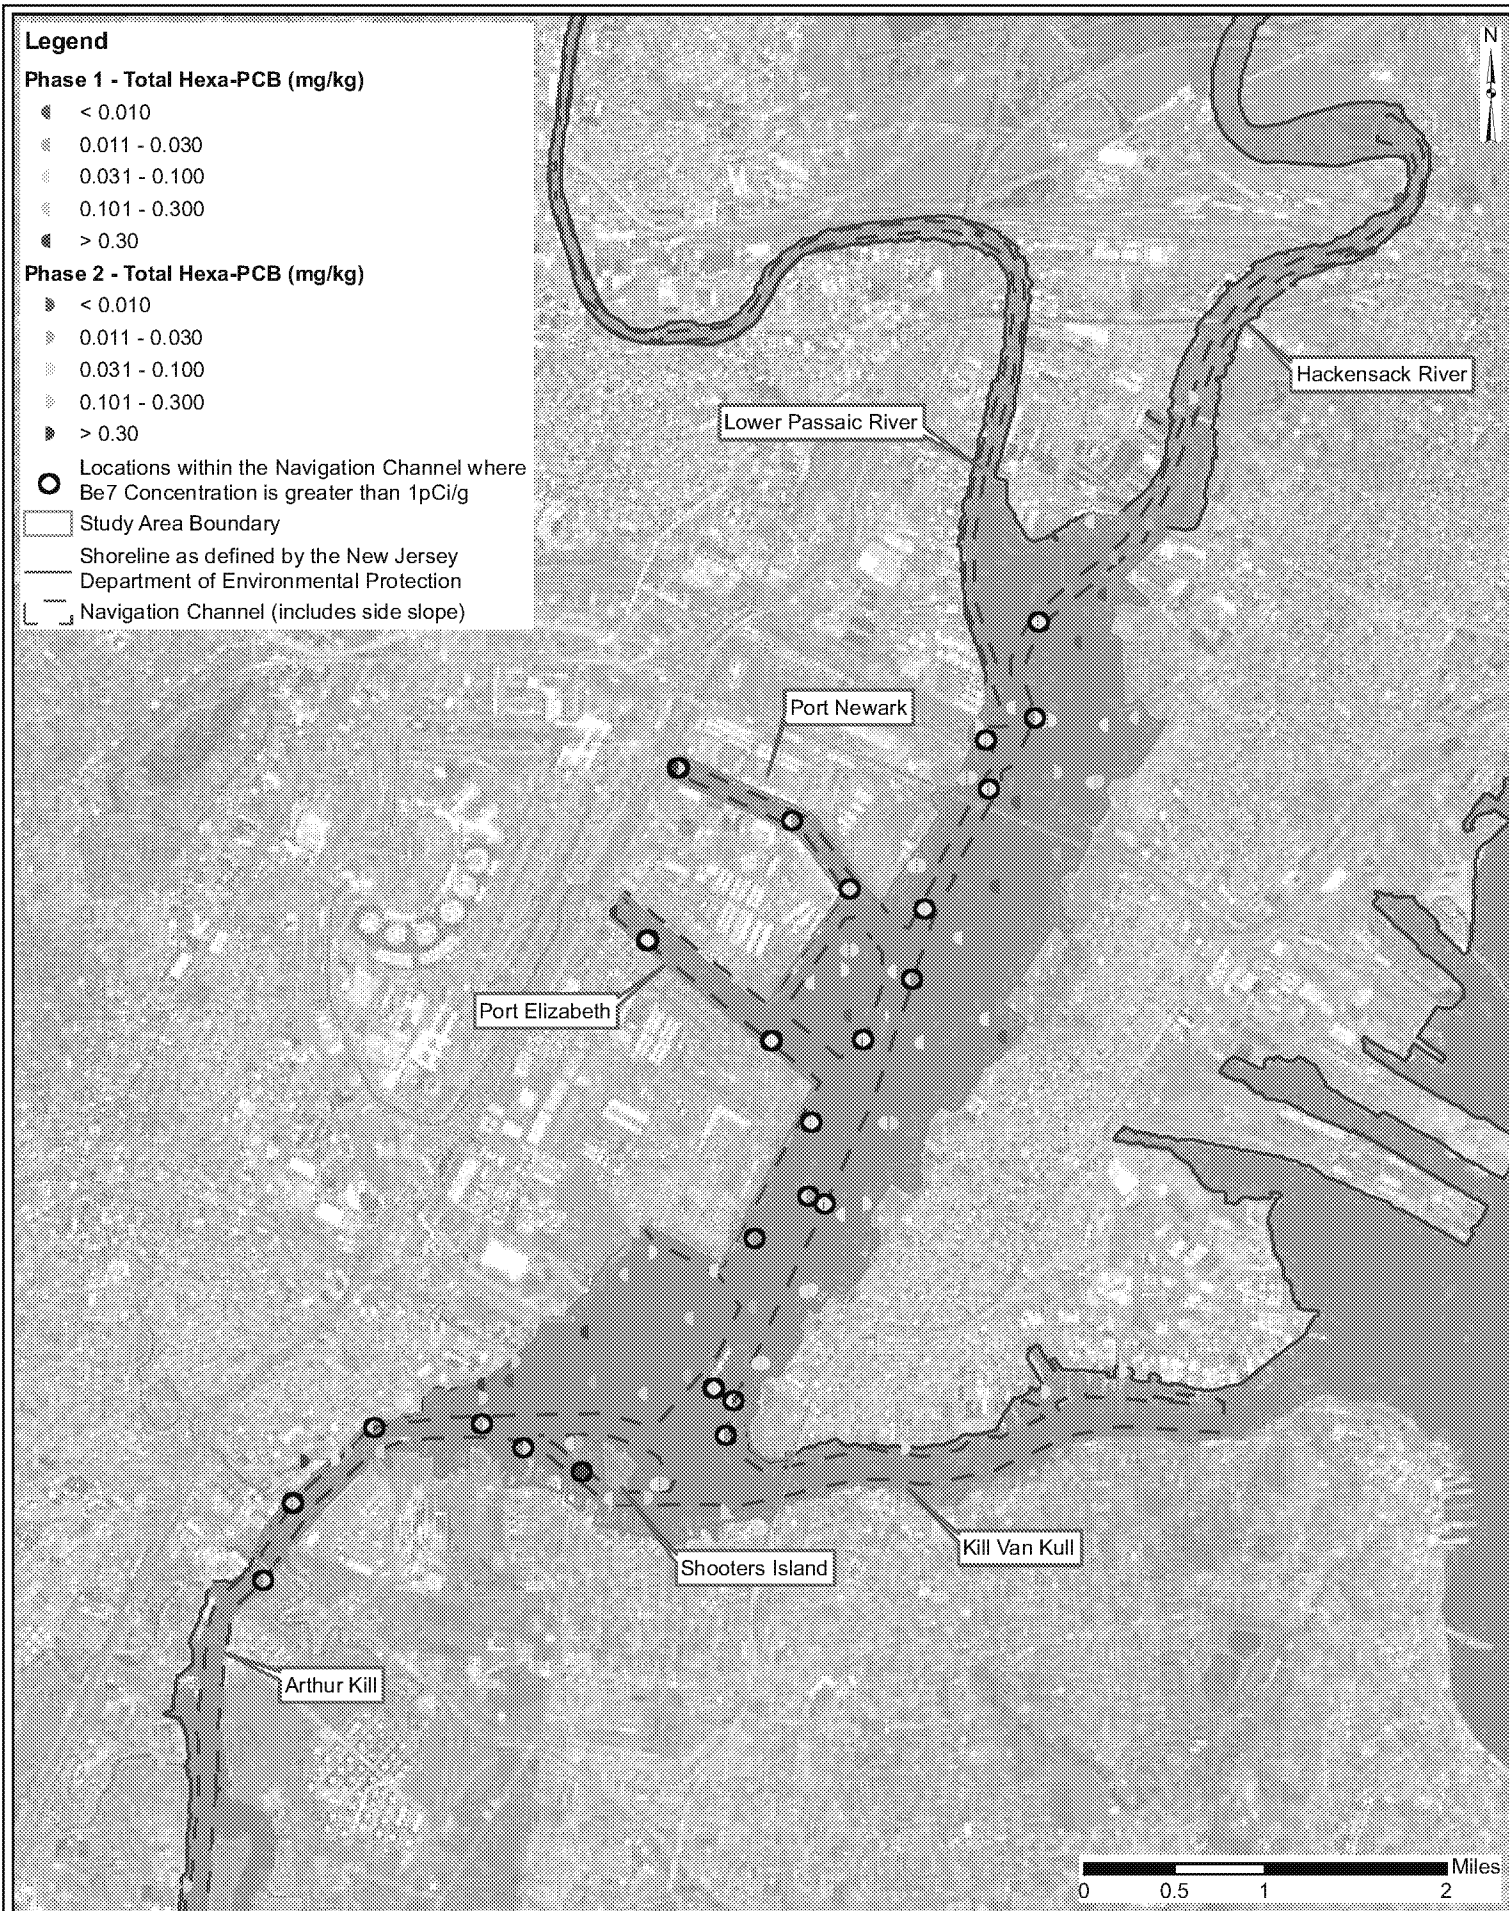 Legend
Phase 1 - Total Hexa-PCB (mg/kg)
< 0.010
0.011 - 0.030
0.031 - 0.100
0.101 - 0.300
> 0.30
Phase 2 - Total Hexa-PCB (mg/kg)
< 0.010
0.011 - 0.030
0.031 - 0.100
0.101 - 0.300
> 0.30
Locations within the Navigation Channel where
Be7 Concentration is greater than 1pCi/g
Study Area Boundary
Shoreline as defined by the New Jersey
Department of Environmental Protection
Navigation Channel (includes side slope)
N
Hackensack River
Lower Passaic River
Port Newark
Port Elizabeth
Kill Van Kull
Shooters Island
Arthur Kill
Miles
0 0.5 1 2